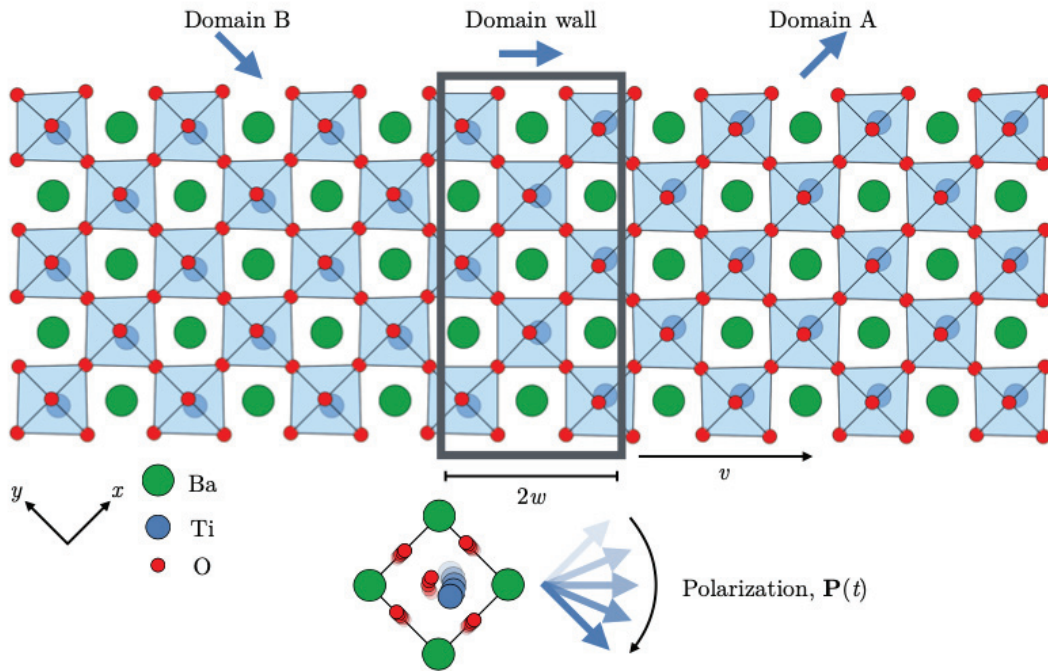 Domain B
Domain wall
Domain A
2w
v
y
x
Ba
Ti
O
Polarization, P(t)